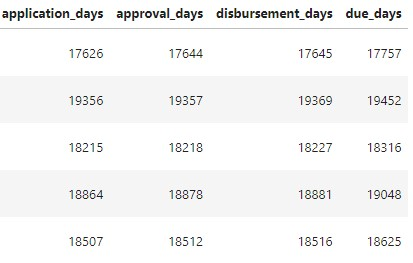 application_days approval_days disbursement_days due_days
17626 17644 17645 17757
19356 19357 19369 19452
18215 18218 18227 18316
18864 18878 18881 19048
18507 18512 18516 18625